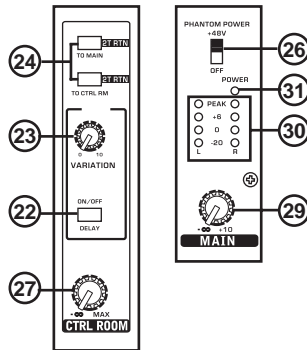 24
2T RTN
TO MAIN
2T RTN
TO CTRL RM
23
0 10
VARIATION
22
ON/OFF
DELAY
27
-∞ MAX
CTRL ROOM
PHANTOM POWER
+48V
26
OFF
POWER
31
PEAK
+6
30
0
-20
L R
29
-∞ +10
MAIN